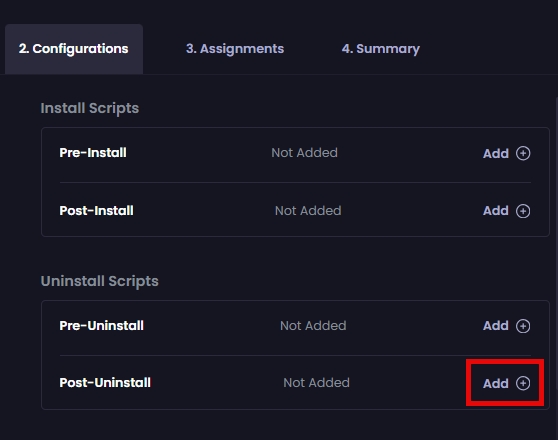 2. Configurations 3. Assignments 4. Summary
Install Scripts
Pre-Install Not Added Add
Post-Install Not Added Add
Uninstall Scripts
Pre-Uninstall Not Added Add
Post-Uninstall Not Added Add